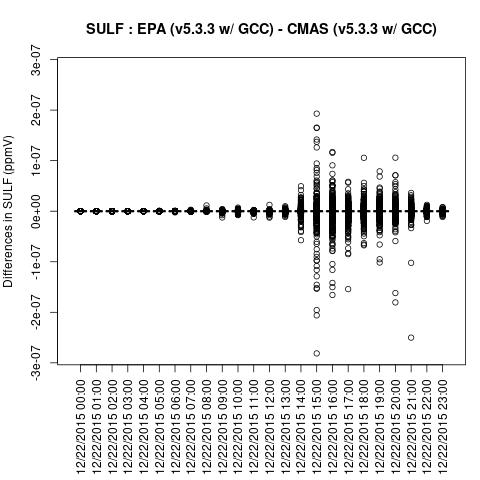 SULF : EPA (v5.3.3 w/ GCC) - CMAS (v5.3.3 w/ GCC)
Differences in SULF (ppmV)
3e-07
2e-07
1e-07
0e+00
-1e-07
-2e-07
-3e-07
12/22/2015 00:00
12/22/2015 01:00
12/22/2015 02:00
12/22/2015 03:00
12/22/2015 04:00
12/22/2015 05:00
12/22/2015 06:00
12/22/2015 07:00
12/22/2015 08:00
12/22/2015 09:00
12/22/2015 10:00
12/22/2015 11:00
12/22/2015 12:00
12/22/2015 13:00
12/22/2015 14:00
12/22/2015 15:00
12/22/2015 16:00
12/22/2015 17:00
12/22/2015 18:00
12/22/2015 19:00
12/22/2015 20:00
12/22/2015 21:00
12/22/2015 22:00
12/22/2015 23:00